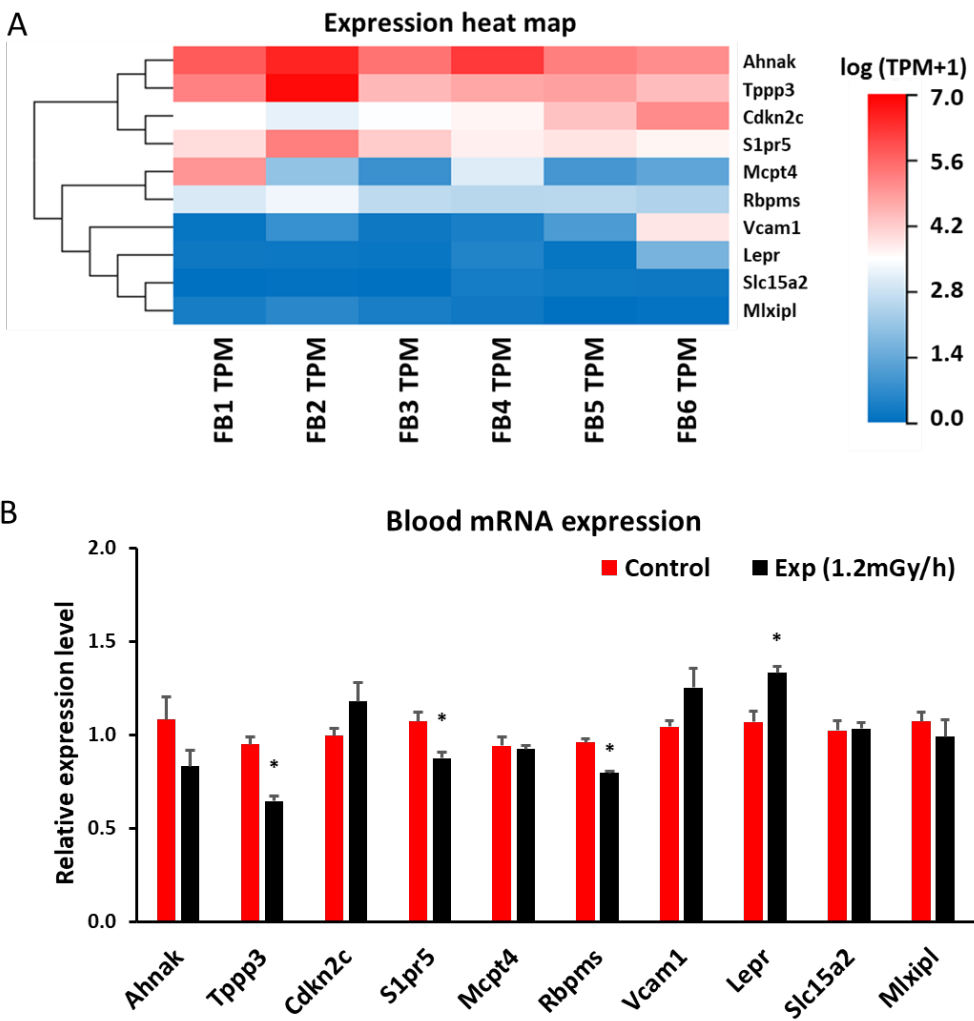 A
Expression heat map
Ahnak
Tppp3
Cdkn2c
S1pr5
Mcpt4
Rbpms
Vcam1
Lepr
Slc15a2
Mlxipl
FB1 TPM
FB2 TPM
FB3 TPM
FB4 TPM
FB5 TPM
FB6 TPM
log (TPM+1)
7.0
5.6
4.2
2.8
1.4
0.0
B
Blood mRNA expression
Control
Exp (1.2mGy/h)
Relative expression level
2.0
1.5
1.0
0.5
0.0
*
*
*
*
Ahnak
Tppp3
Cdkn2c
S1pr5
Mcpt4
Rbpms
Vcam1
Lepr
Slc15a2
Mlxipl